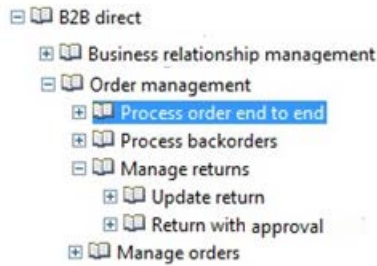 B2B direct
Business relationship management
Order management
Process order end to end
Process backorders
Manage returns
Update return
Return with approval
Manage orders